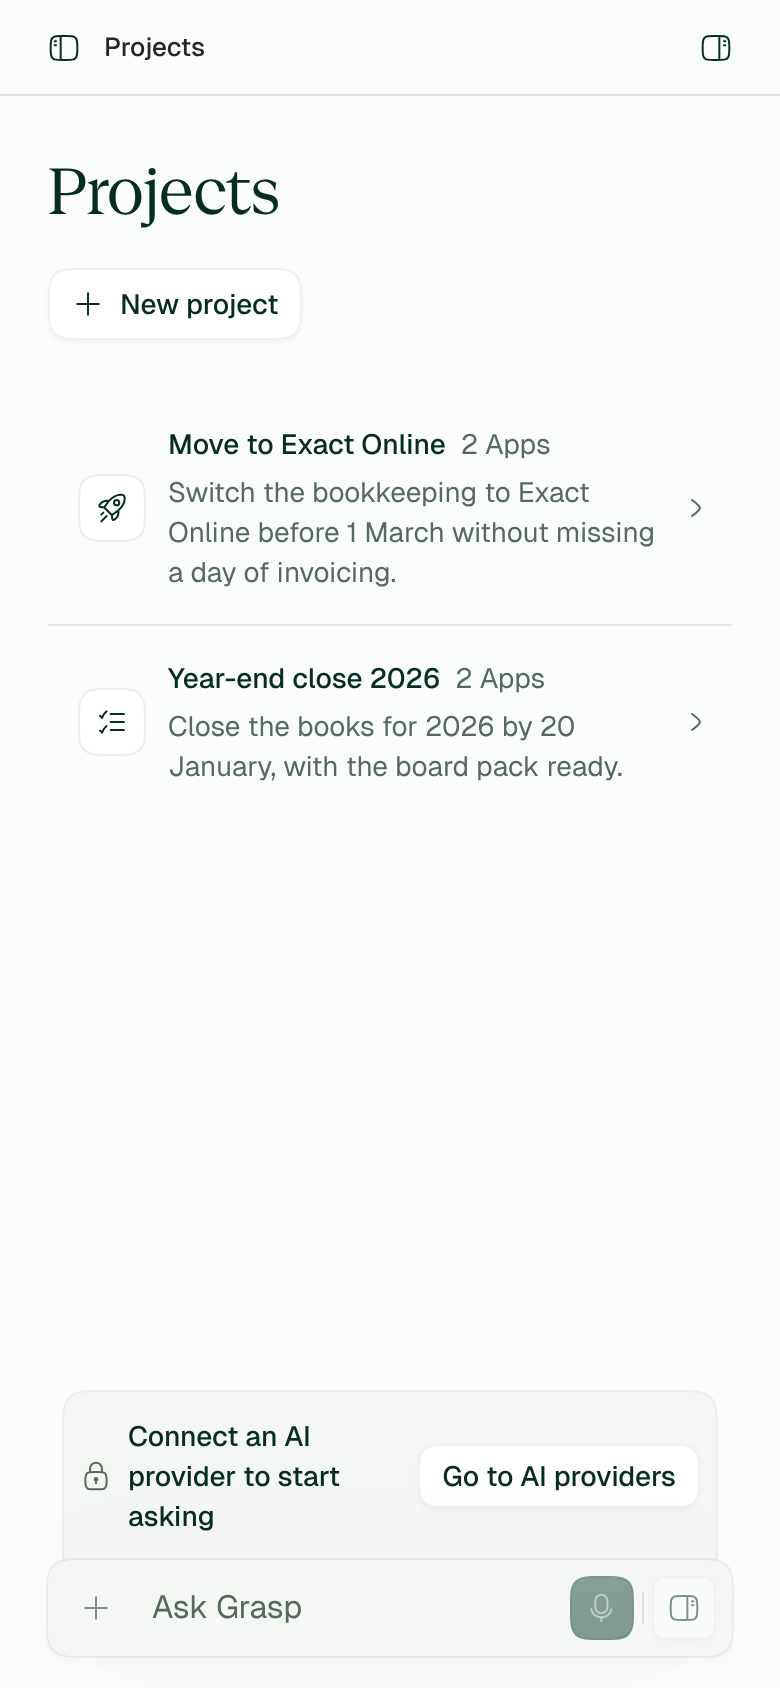 Projects
Projects
New project
Move to Exact Online 2 Apps
Switch the bookkeeping to Exact
Online before 1 March without missing
a day of invoicing.
Year-end close 2026 2 Apps
Close the books for 2026 by 20
January, with the board pack ready.
Connect an AI
provider to start
asking
Go to AI providers
Ask Grasp